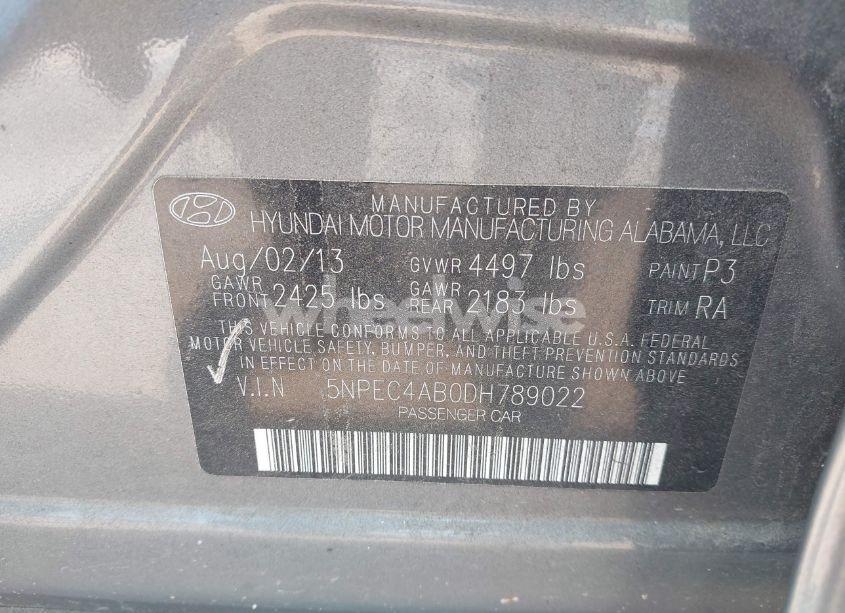 MANUFACTURED BY
HYUNDAI MOTOR MANUFACTURING ALABAMA, LLC
Aug/02/13 GVWR 4497 lbs PAINT P3
GAWR FRONT 2425 lbs GAWR REAR 2183 lbs TRIM RA
wheelwise
THIS VEHICLE CONFORMS TO ALL APPLICABLE U.S.A. FEDERAL
MOTOR VEHICLE SAFETY, BUMPER, AND THEFT PREVENTION STANDARDS
IN EFFECT ON THE DATE OF MANUFACTURE SHOWN ABOVE
V.I.N 5NPEC4AB0DH789022
PASSENGER CAR